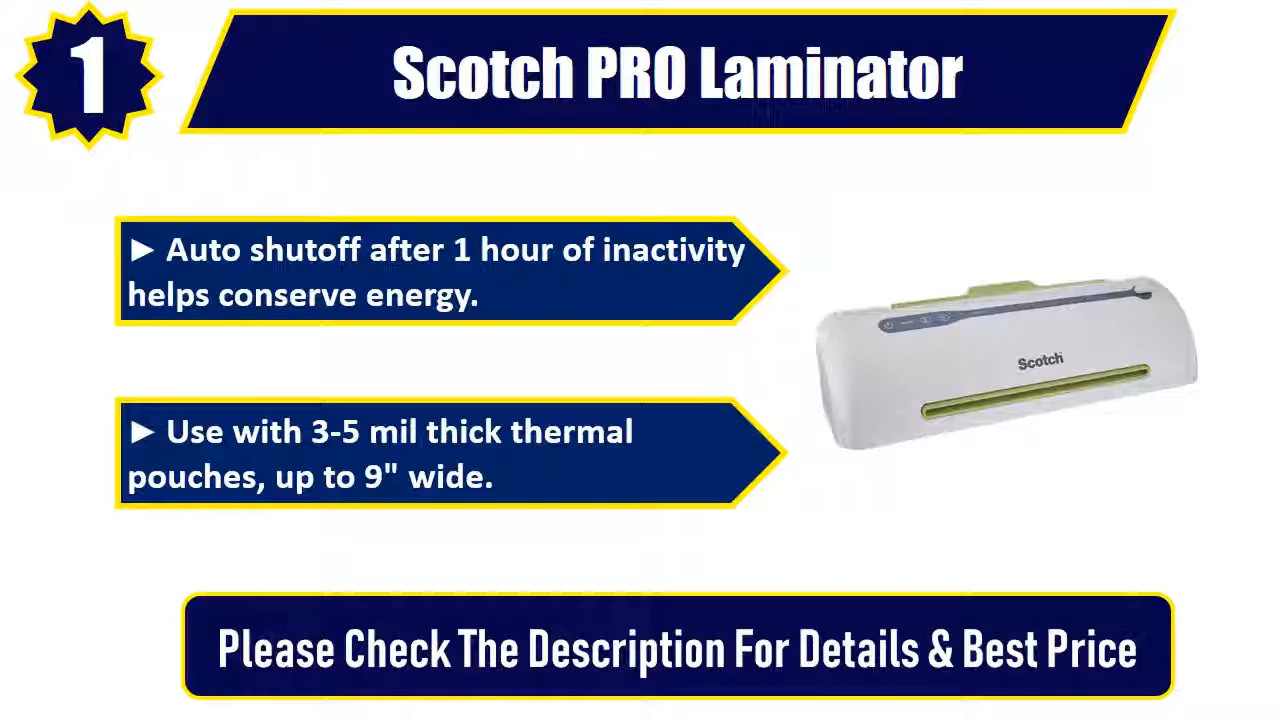 1
Scotch PRO Laminator
► Auto shutoff after 1 hour of inactivity
helps conserve energy.
Scotch
► Use with 3-5 mil thick thermal
pouches, up to 9" wide.
Please Check The Description For Details & Best Price